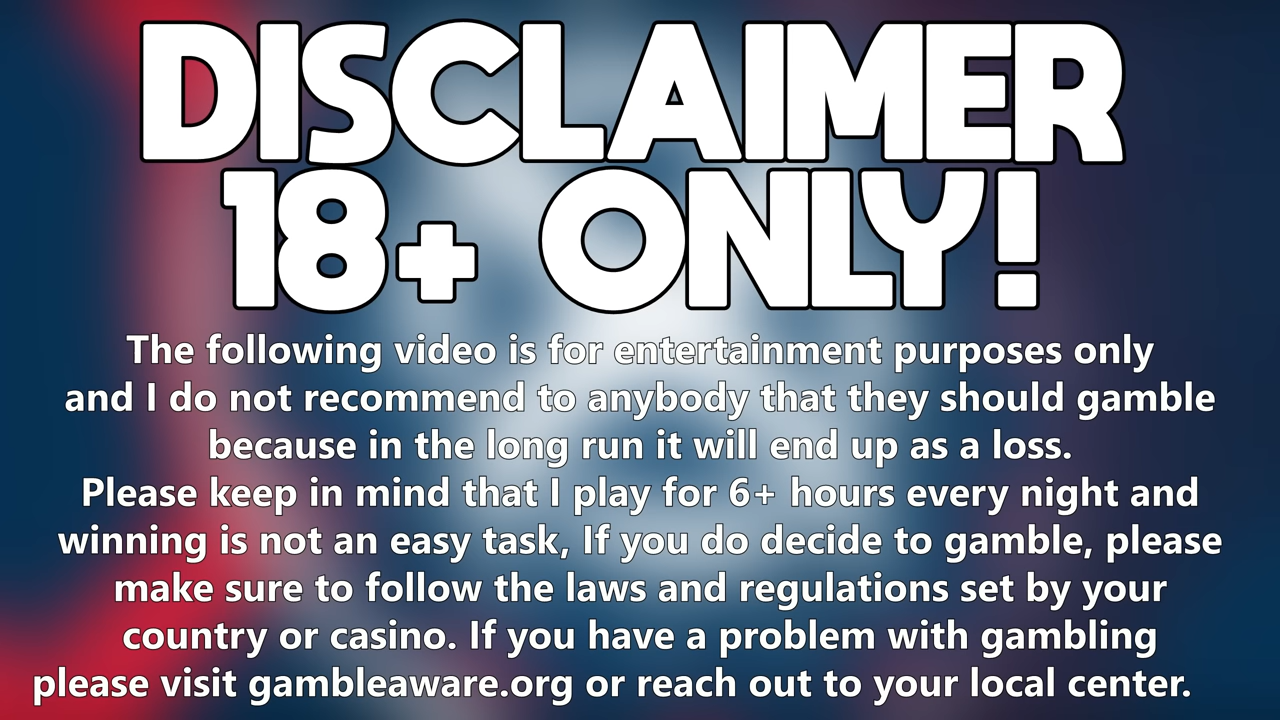 DISCLAIMER
18+ ONLY!
The following video is for entertainment purposes only
and I do not recommend to anybody that they should gamble
because in the long run it will end up as a loss.
Please keep in mind that I play for 6+ hours every night and
winning is not an easy task, If you do decide to gamble, please
make sure to follow the laws and regulations set by your
country or casino. If you have a problem with gambling
please visit gambleaware.org or reach out to your local center.